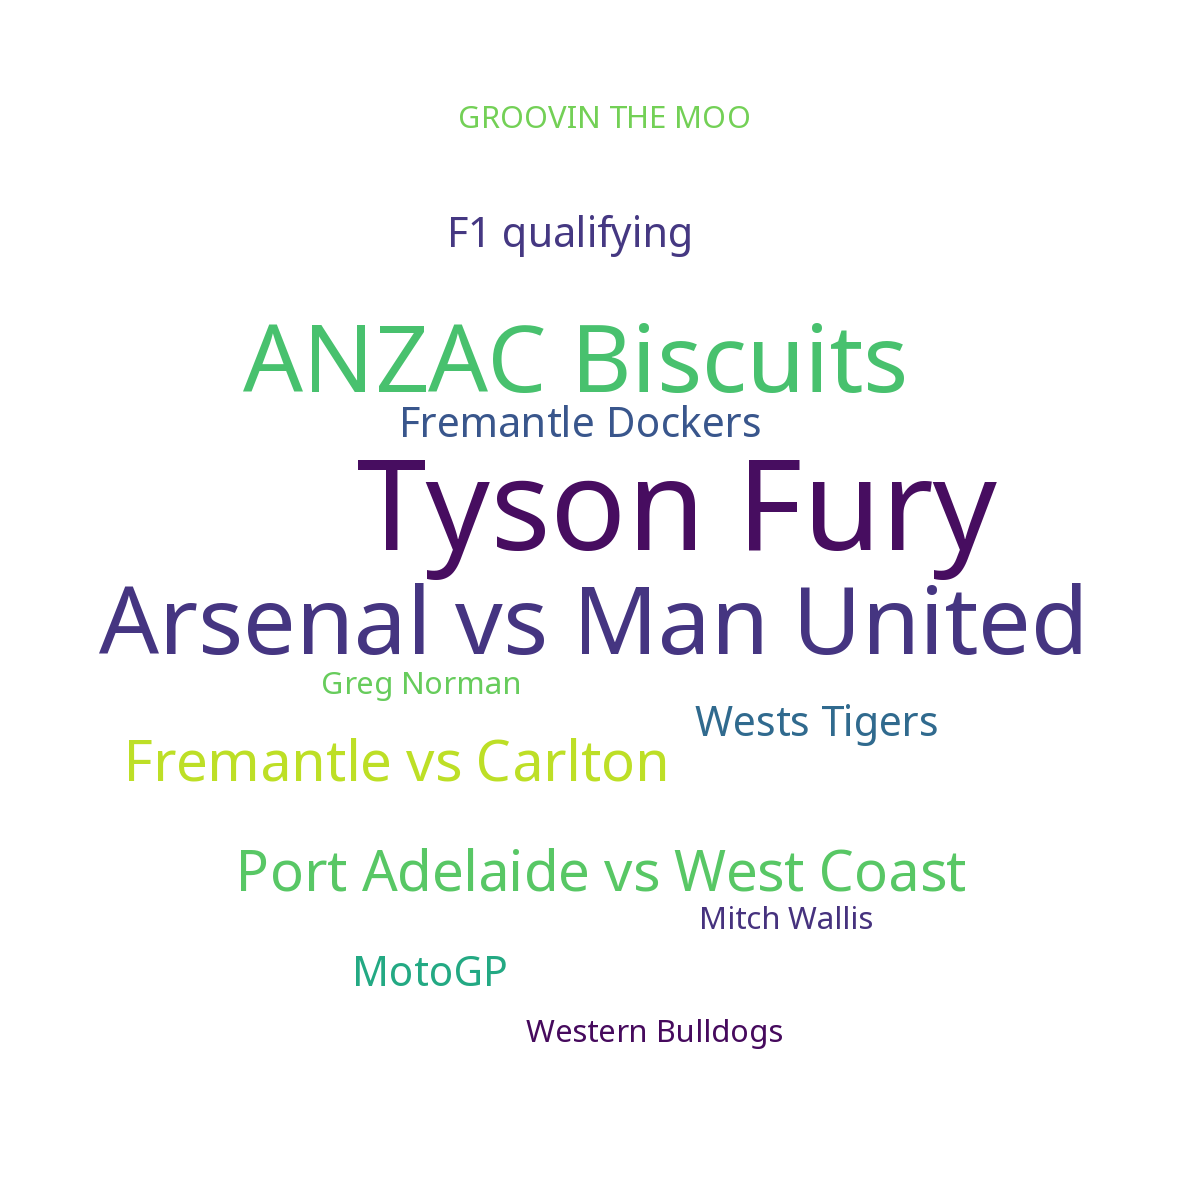 GROOVIN THE MOO
F1 qualifying
ANZAC Biscuits
Fremantle Dockers
Tyson Fury
Arsenal vs Man United
Greg Norman
Wests Tigers
Fremantle vs Carlton
Port Adelaide vs West Coast
Mitch Wallis
MotoGP
Western Bulldogs